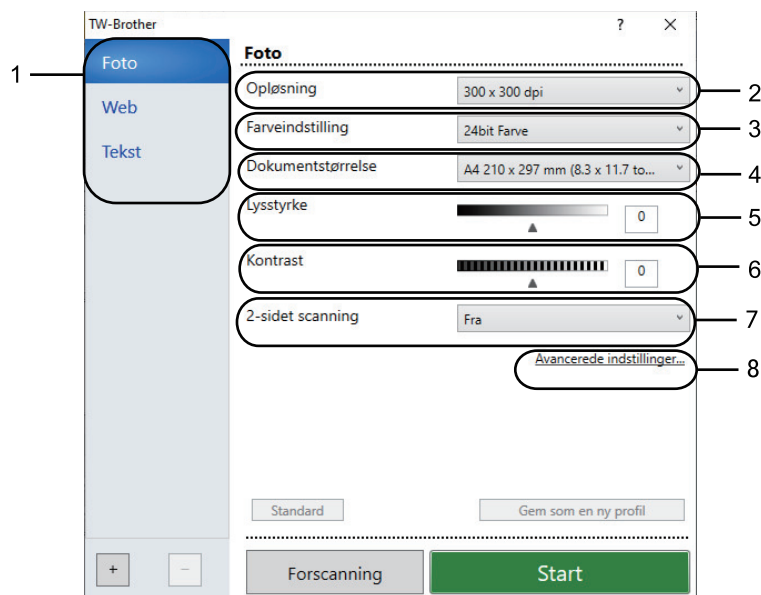 TW-Brother ? ×
Foto
Web
Tekst
Foto
Opløsning 300 x 300 dpi
Farveindstilling 24bit Farve
Dokumentstørrelse A4 210 x 297 mm (8.3 x 11.7 to...
Lysstyrke 0
Kontrast 0
2-sidet scanning Fra
Avancerede indstillinger...
Standard Gem som en ny profil
+ − Forscanning Start
1
2
3
4
5
6
7
8